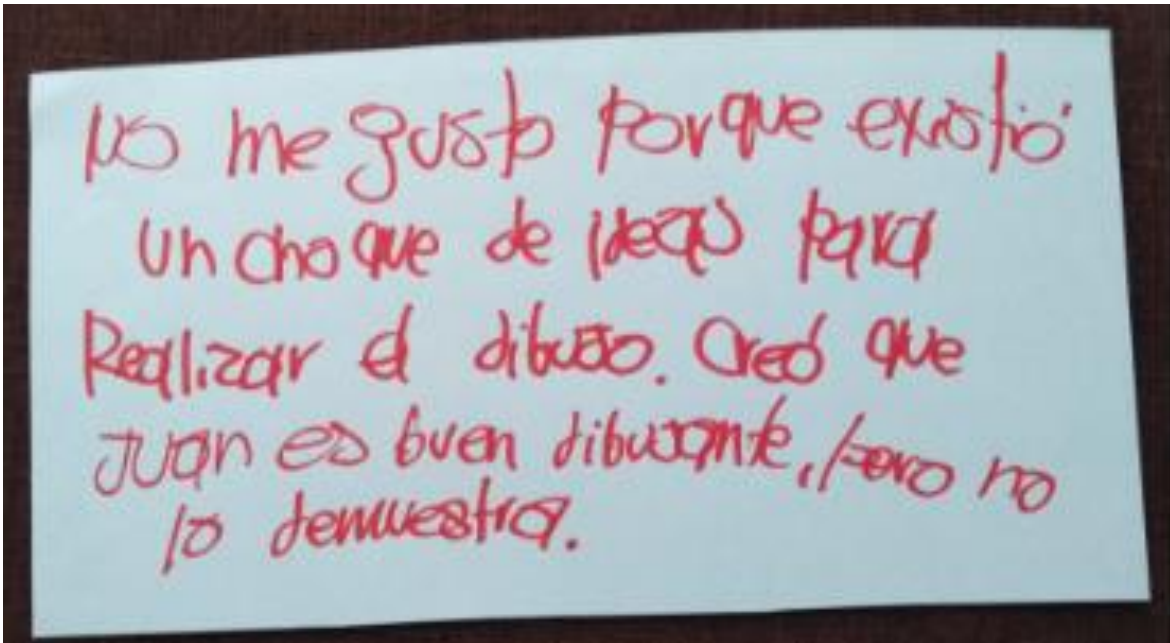 No me gusto porque existió
un choque de ideas para
Realizar el dibujo. Creó que
Juan es buen dibujante, pero no
lo demuestra.